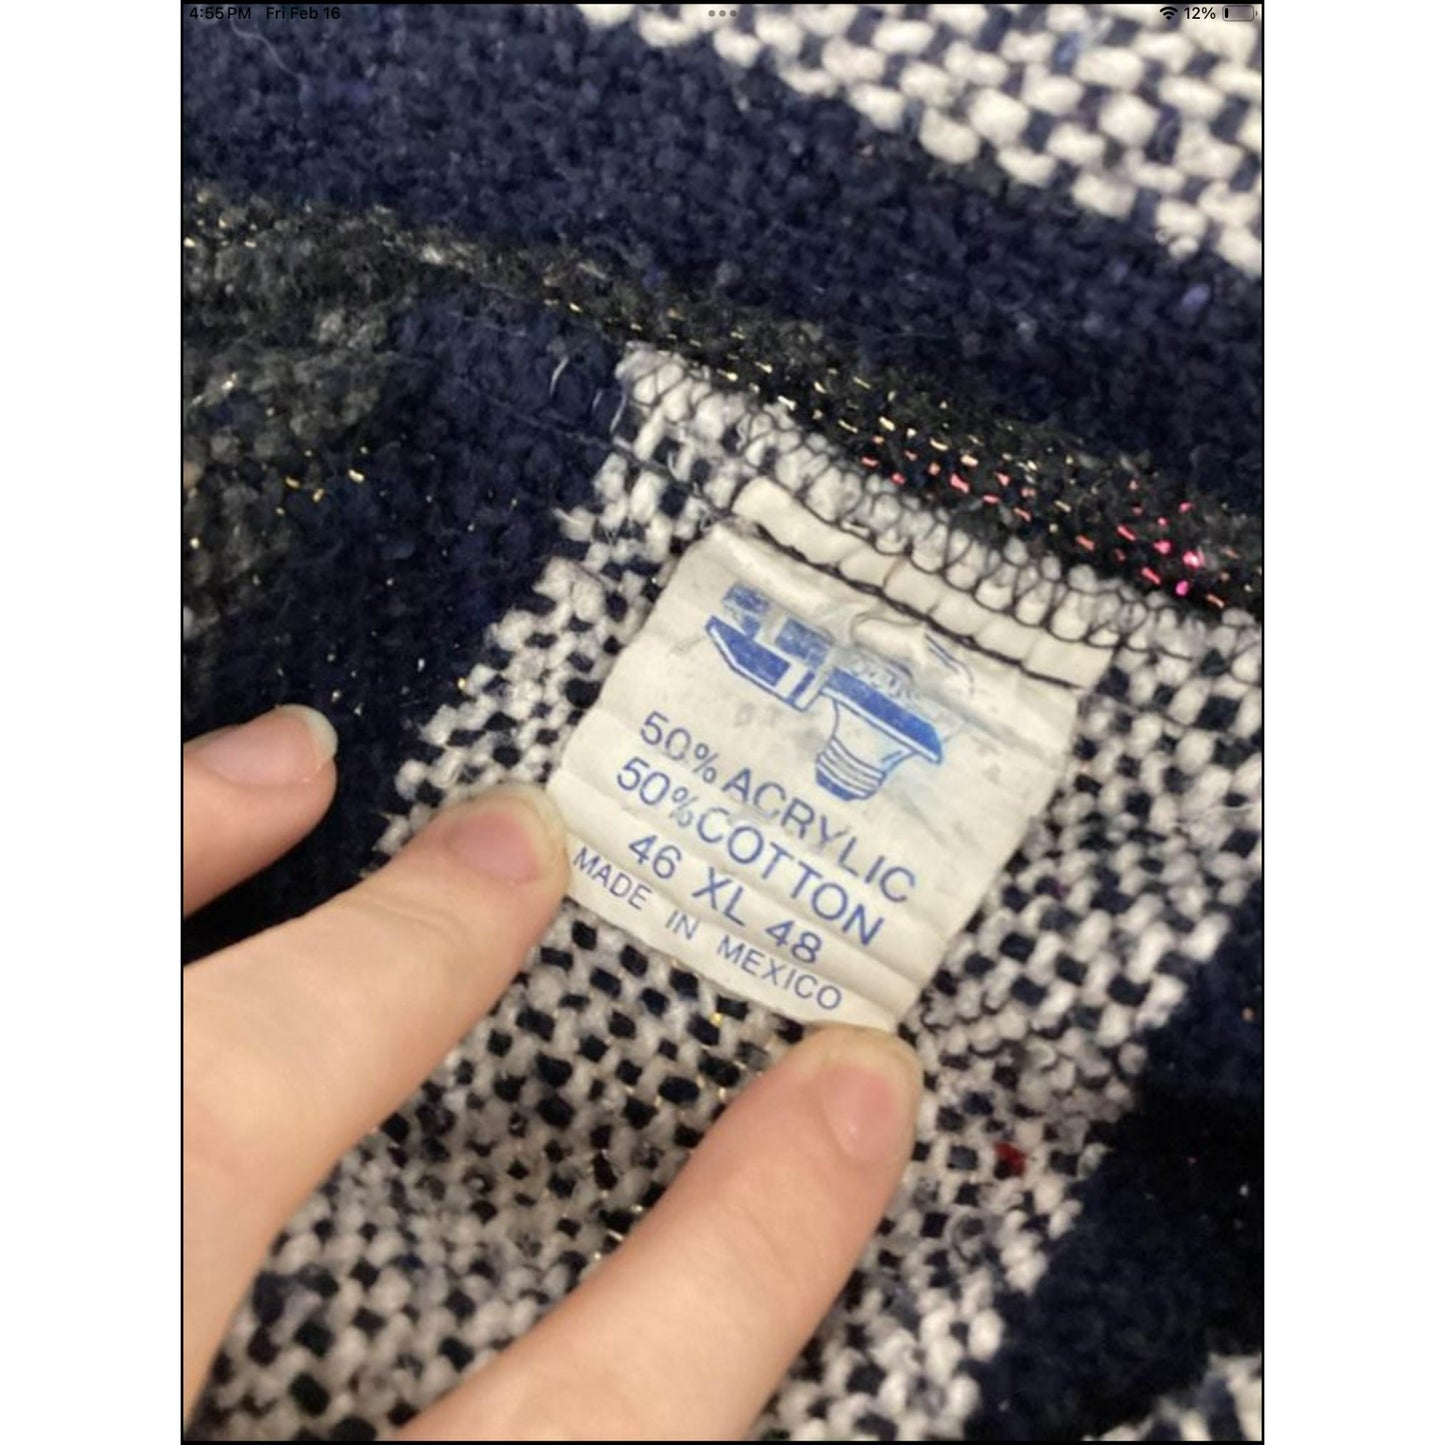 4:55 PM Fri Feb 16
12%
50% ACRYLIC
50% COTTON
46 XL 48
MADE IN MEXICO